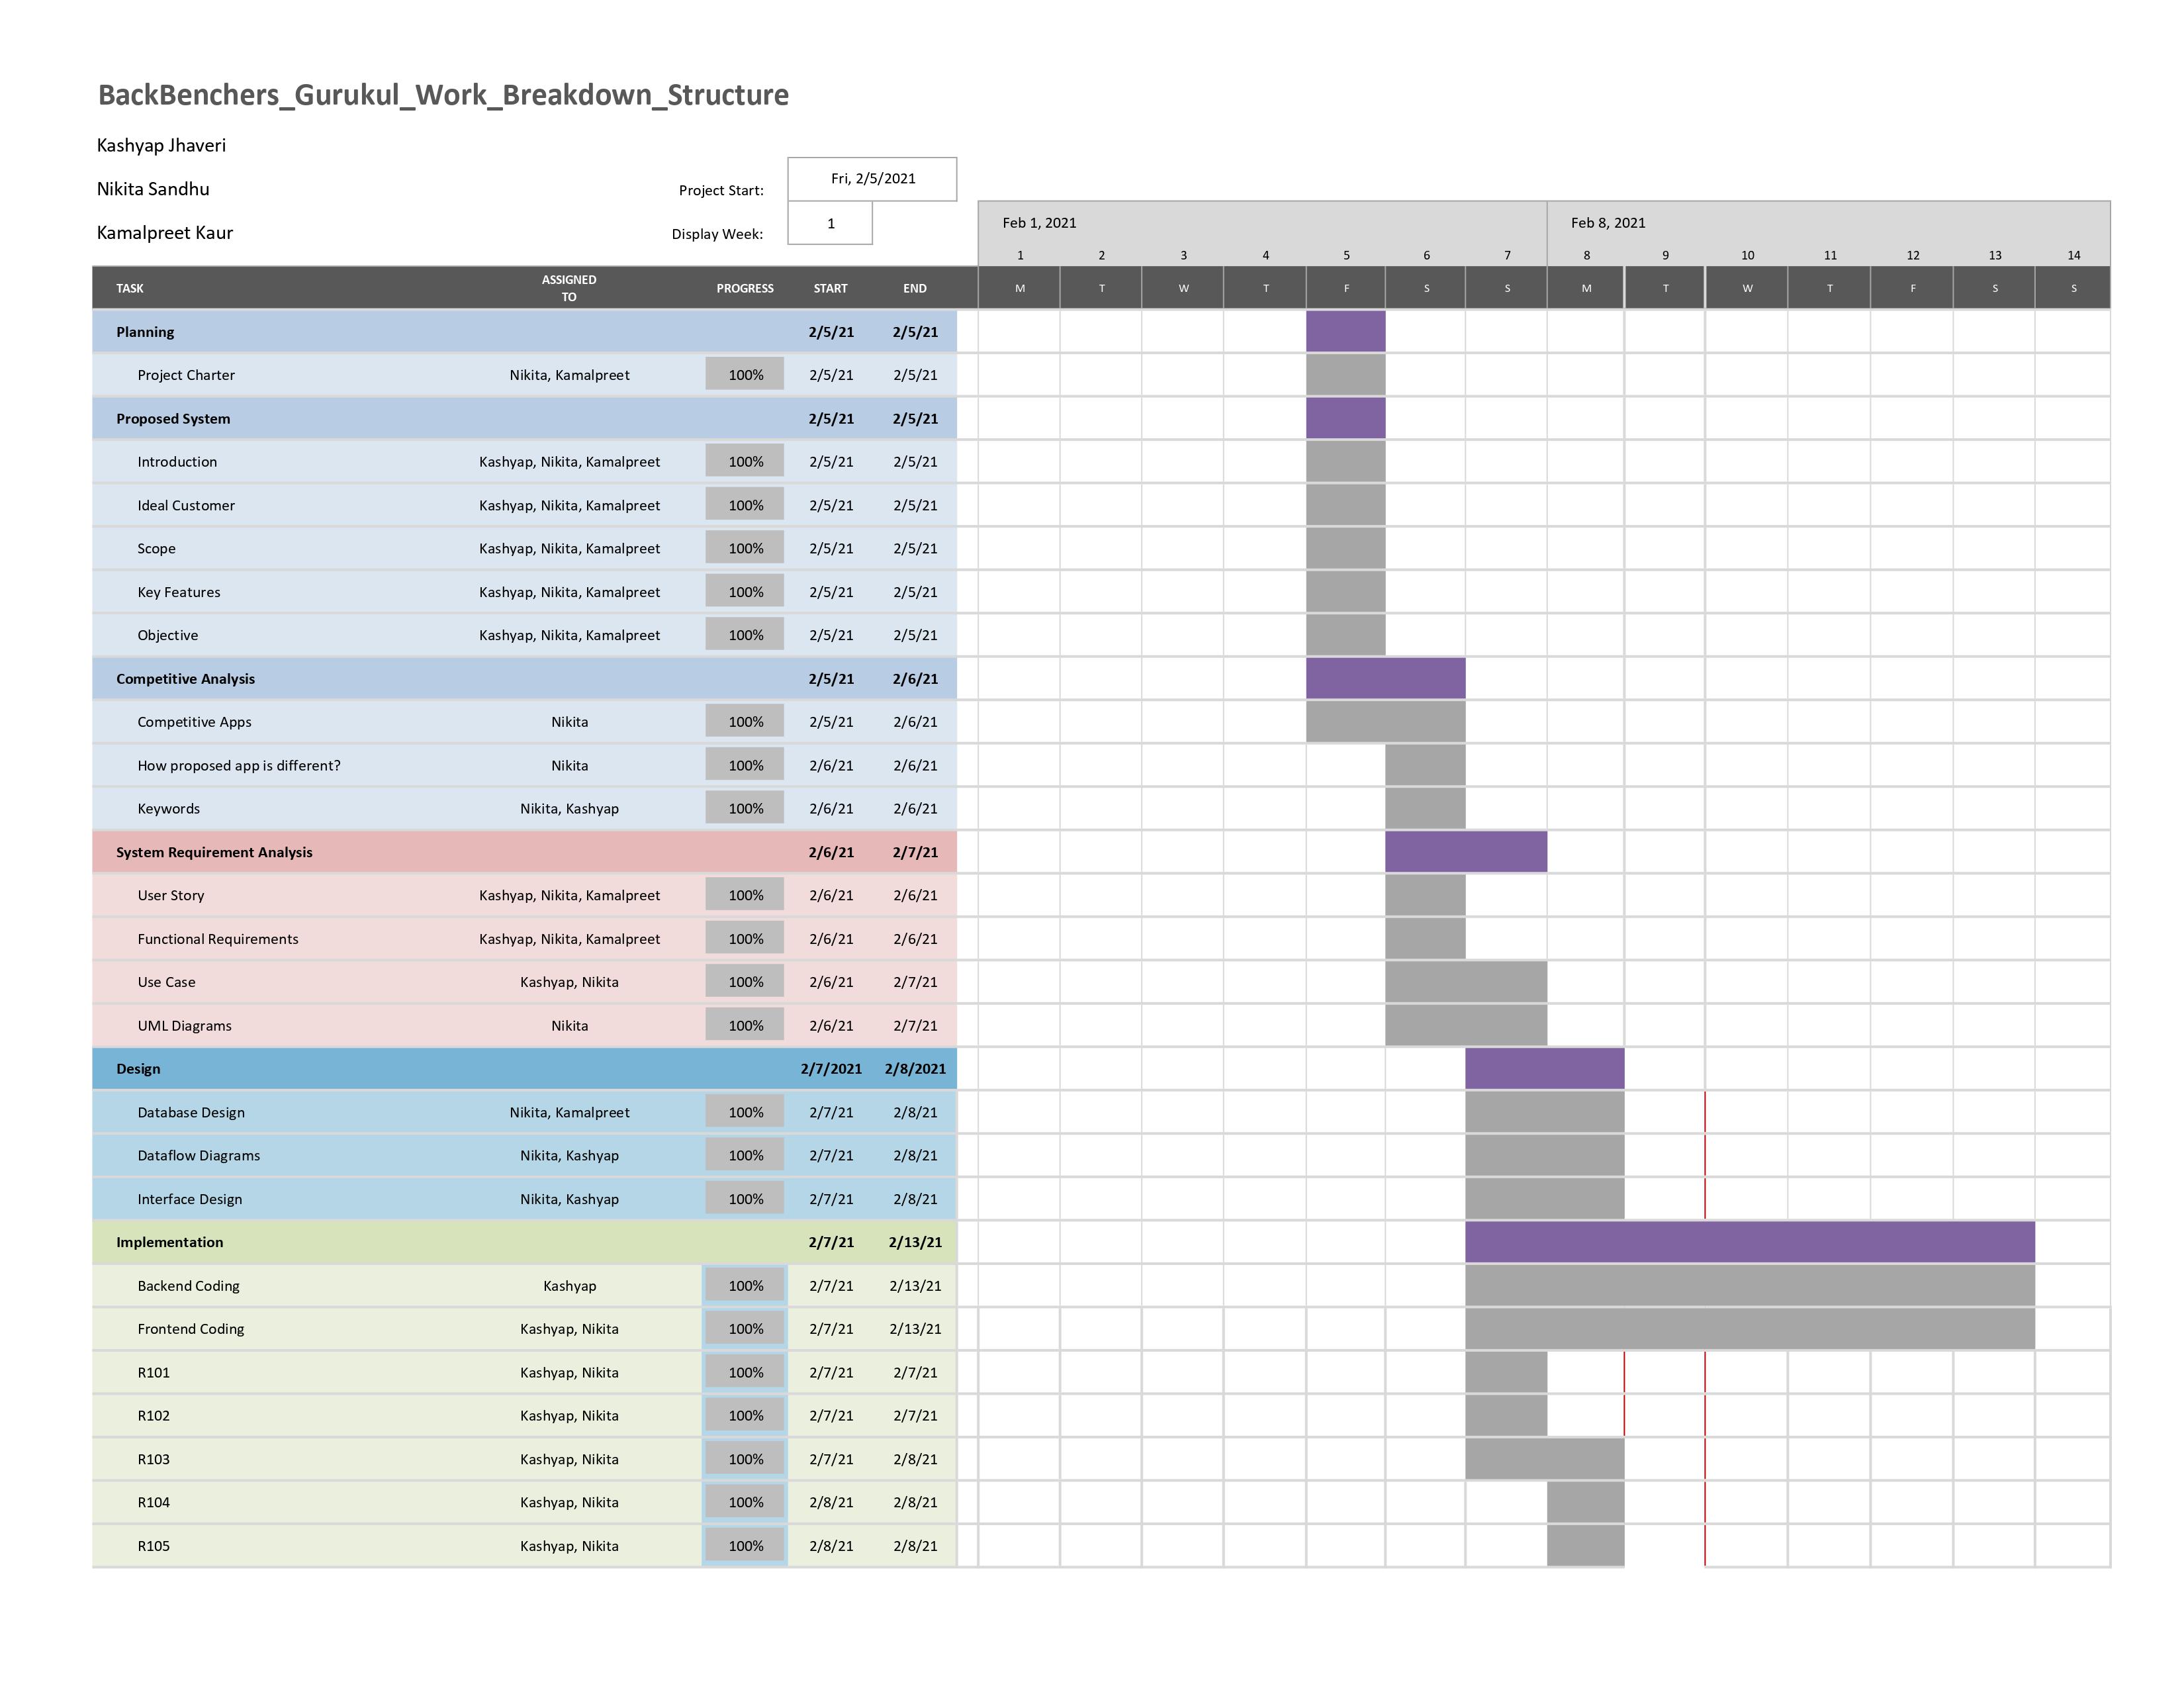 BackBenchers_Gurukul_Work_Breakdown_Structure
Kashyap Jhaveri
Nikita Sandhu
Project Start: Fri, 2/5/2021
Kamalpreet Kaur
Display Week: 1
Feb 1, 2021 Feb 8, 2021
1 2 3 4 5 6 7 8 9 10 11 12 13 14
TASK ASSIGNED TO PROGRESS START END M T W T F S S M T W T F S S
Planning 2/5/21 2/5/21
Project Charter Nikita, Kamalpreet 100% 2/5/21 2/5/21
Proposed System 2/5/21 2/5/21
Introduction Kashyap, Nikita, Kamalpreet 100% 2/5/21 2/5/21
Ideal Customer Kashyap, Nikita, Kamalpreet 100% 2/5/21 2/5/21
Scope Kashyap, Nikita, Kamalpreet 100% 2/5/21 2/5/21
Key Features Kashyap, Nikita, Kamalpreet 100% 2/5/21 2/5/21
Objective Kashyap, Nikita, Kamalpreet 100% 2/5/21 2/5/21
Competitive Analysis 2/5/21 2/6/21
Competitive Apps Nikita 100% 2/5/21 2/6/21
How proposed app is different? Nikita 100% 2/6/21 2/6/21
Keywords Nikita, Kashyap 100% 2/6/21 2/6/21
System Requirement Analysis 2/6/21 2/7/21
User Story Kashyap, Nikita, Kamalpreet 100% 2/6/21 2/6/21
Functional Requirements Kashyap, Nikita, Kamalpreet 100% 2/6/21 2/6/21
Use Case Kashyap, Nikita 100% 2/6/21 2/7/21
UML Diagrams Nikita 100% 2/6/21 2/7/21
Design 2/7/2021 2/8/2021
Database Design Nikita, Kamalpreet 100% 2/7/21 2/8/21
Dataflow Diagrams Nikita, Kashyap 100% 2/7/21 2/8/21
Interface Design Nikita, Kashyap 100% 2/7/21 2/8/21
Implementation 2/7/21 2/13/21
Backend Coding Kashyap 100% 2/7/21 2/13/21
Frontend Coding Kashyap, Nikita 100% 2/7/21 2/13/21
R101 Kashyap, Nikita 100% 2/7/21 2/7/21
R102 Kashyap, Nikita 100% 2/7/21 2/7/21
R103 Kashyap, Nikita 100% 2/7/21 2/8/21
R104 Kashyap, Nikita 100% 2/8/21 2/8/21
R105 Kashyap, Nikita 100% 2/8/21 2/8/21